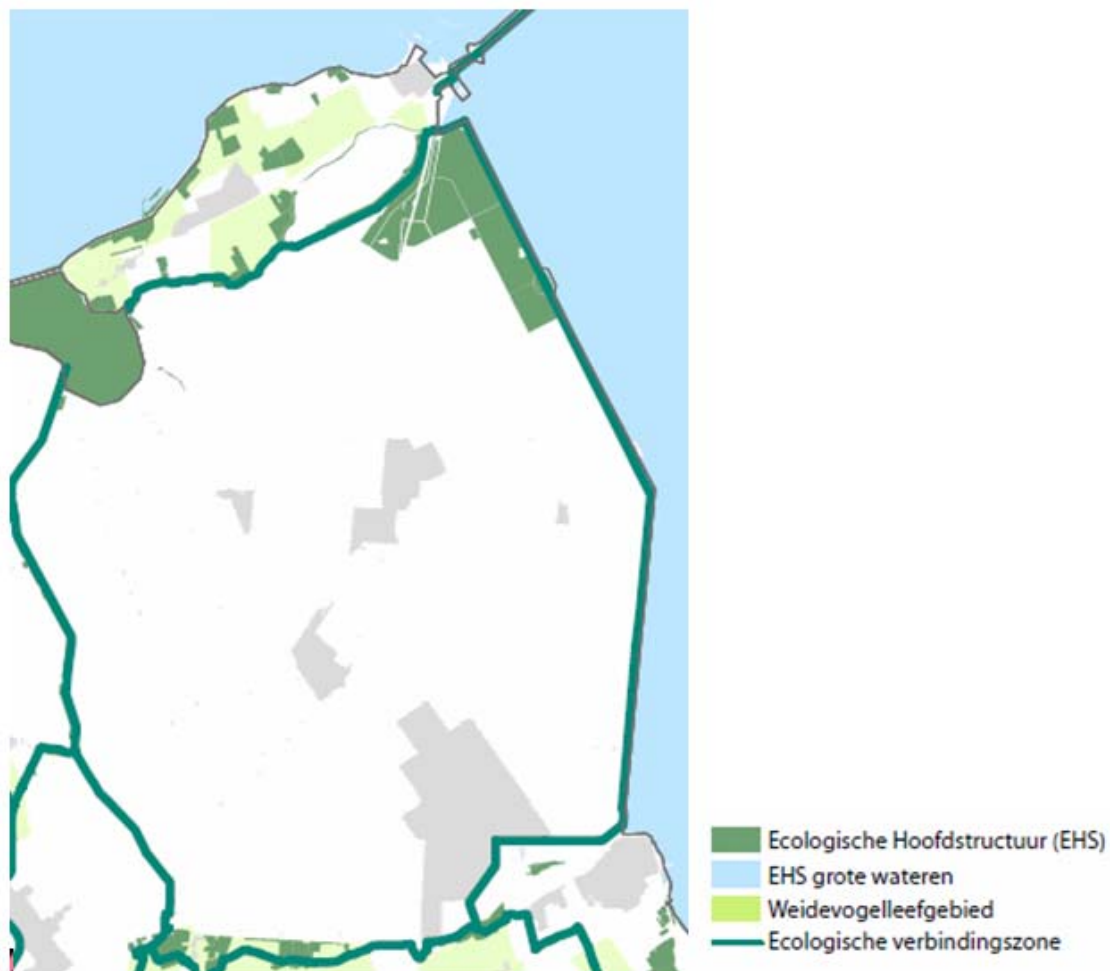 Ecologische Hoofdstructuur (EHS)
EHS grote wateren
Weidevogelleefgebied
Ecologische verbindingszone